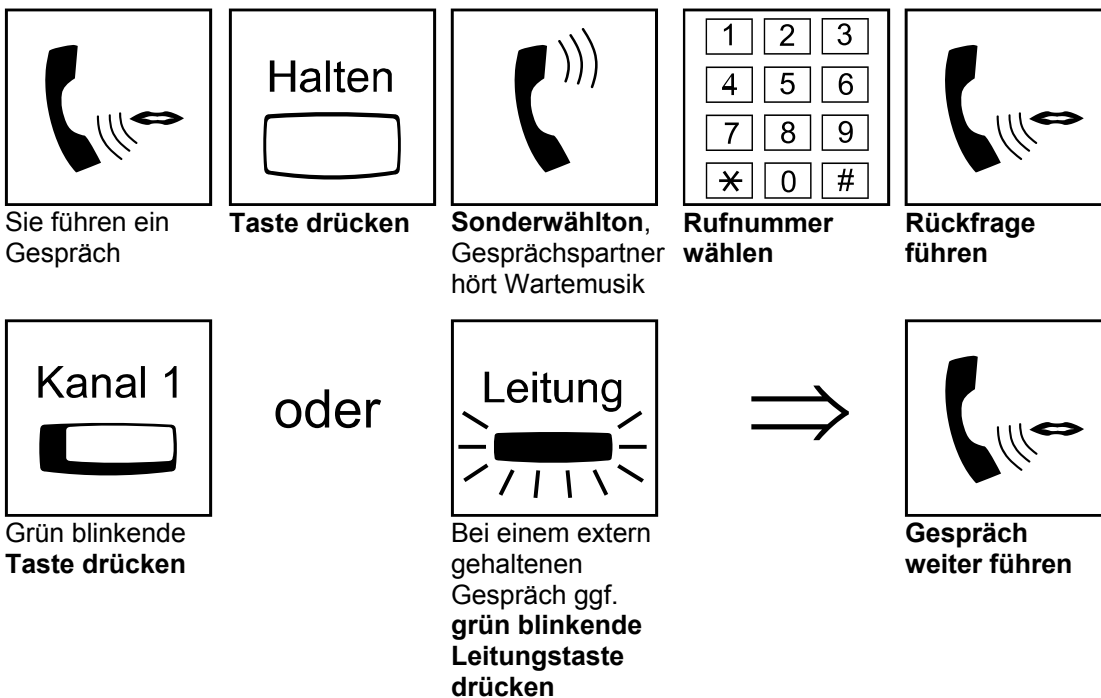 Halten
1 2 3
4 5 6
7 8 9
* 0 #
Sie führen ein
Gespräch
Taste drücken
Sonderwählton,
Gesprächspartner
hört Wartemusik
Rufnummer
wählen
Rückfrage
führen
Kanal 1
oder
Leitung
Grün blinkende
Taste drücken
Bei einem extern
gehaltenen
Gespräch ggf.
grün blinkende
Leitungstaste
drücken
Gespräch
weiter führen